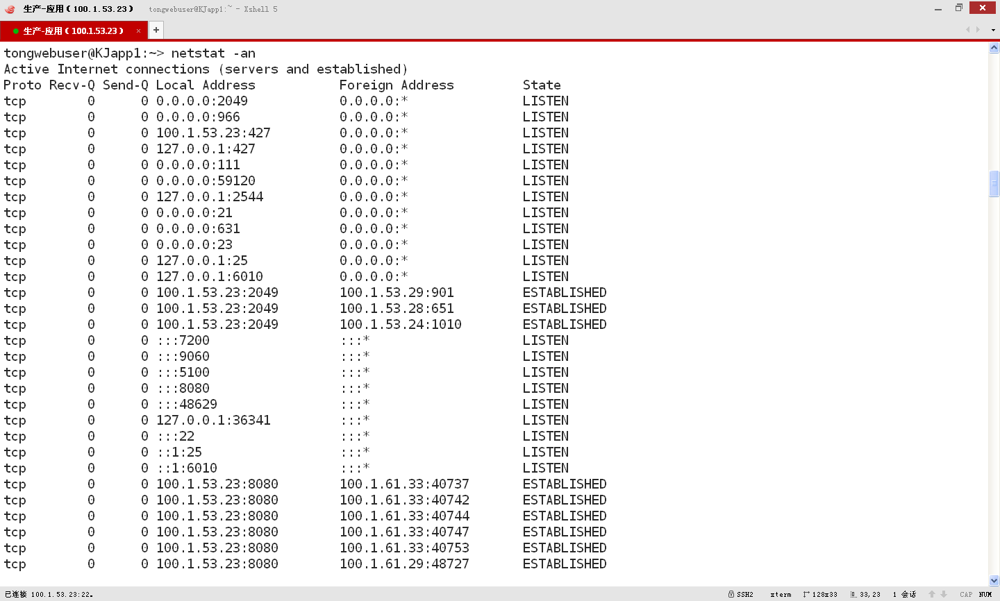 生产-应用（100.1.53.23） tongwebuser@KJapp1:~ - Xshell 5
生产-应用（100.1.53.23） × +
tongwebuser@KJapp1:~> netstat -an
Active Internet connections (servers and established)
Proto Recv-Q Send-Q Local Address           Foreign Address         State
tcp        0      0 0.0.0.0:2049            0.0.0.0:*               LISTEN
tcp        0      0 0.0.0.0:966             0.0.0.0:*               LISTEN
tcp        0      0 100.1.53.23:427         0.0.0.0:*               LISTEN
tcp        0      0 127.0.0.1:427           0.0.0.0:*               LISTEN
tcp        0      0 0.0.0.0:111             0.0.0.0:*               LISTEN
tcp        0      0 0.0.0.0:59120           0.0.0.0:*               LISTEN
tcp        0      0 127.0.0.1:2544          0.0.0.0:*               LISTEN
tcp        0      0 0.0.0.0:21              0.0.0.0:*               LISTEN
tcp        0      0 0.0.0.0:631             0.0.0.0:*               LISTEN
tcp        0      0 0.0.0.0:23              0.0.0.0:*               LISTEN
tcp        0      0 127.0.0.1:25            0.0.0.0:*               LISTEN
tcp        0      0 127.0.0.1:6010          0.0.0.0:*               LISTEN
tcp        0      0 100.1.53.23:2049        100.1.53.29:901         ESTABLISHED
tcp        0      0 100.1.53.23:2049        100.1.53.28:651         ESTABLISHED
tcp        0      0 100.1.53.23:2049        100.1.53.24:1010        ESTABLISHED
tcp        0      0 :::7200                 :::*                    LISTEN
tcp        0      0 :::9060                 :::*                    LISTEN
tcp        0      0 :::5100                 :::*                    LISTEN
tcp        0      0 :::8080                 :::*                    LISTEN
tcp        0      0 :::48629                :::*                    LISTEN
tcp        0      0 127.0.0.1:36341         :::*                    LISTEN
tcp        0      0 :::22                   :::*                    LISTEN
tcp        0      0 ::1:25                  :::*                    LISTEN
tcp        0      0 ::1:6010                :::*                    LISTEN
tcp        0      0 100.1.53.23:8080        100.1.61.33:40737       ESTABLISHED
tcp        0      0 100.1.53.23:8080        100.1.61.33:40742       ESTABLISHED
tcp        0      0 100.1.53.23:8080        100.1.61.33:40744       ESTABLISHED
tcp        0      0 100.1.53.23:8080        100.1.61.33:40747       ESTABLISHED
tcp        0      0 100.1.53.23:8080        100.1.61.33:40753       ESTABLISHED
tcp        0      0 100.1.53.23:8080        100.1.61.29:48727       ESTABLISHED
已连接 100.1.53.23:22。 SSH2 xterm 128x33 33,23 1 会话 CAP NUM